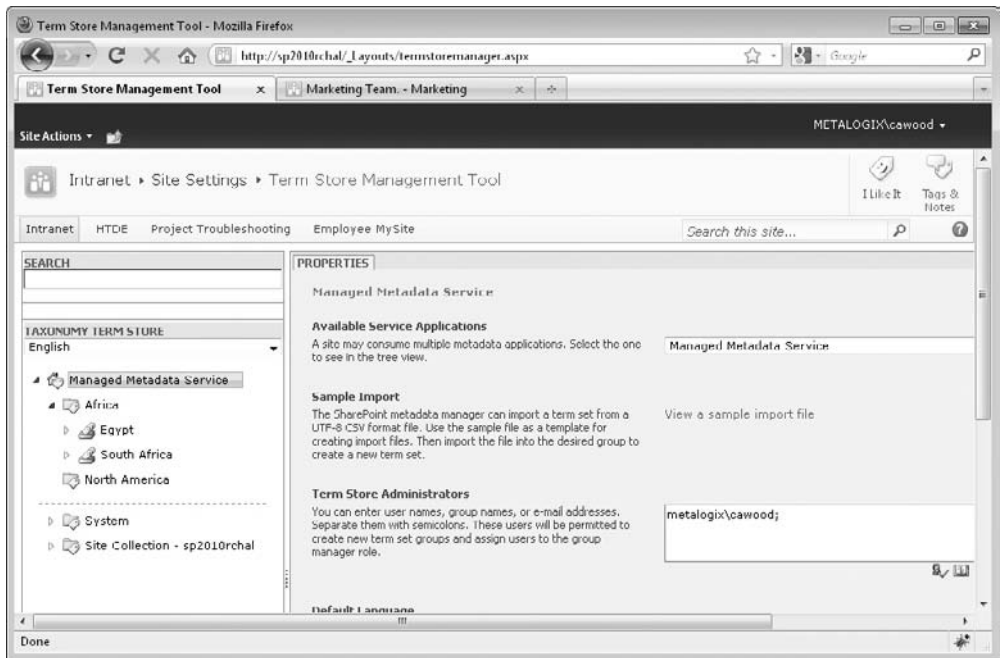 Term Store Management Tool - Mozilla Firefox
http://sp2010rchal/_Layouts/termstoremanager.aspx
Google
Term Store Management Tool
Marketing Team. - Marketing
METALOGIX\cawood
Site Actions
Intranet
Site Settings
Term Store Management Tool
I Like It
Tags &
Notes
Intranet
HTDE
Project Troubleshooting
Employee MySite
Search this site...
SEARCH
TAXONOMY TERM STORE
English
Managed Metadata Service
Africa
Egypt
South Africa
North America
System
Site Collection - sp2010rchal
PROPERTIES
Managed Metadata Service
Available Service Applications
A site may consume multiple metadata applications. Select the one
to see in the tree view.
Managed Metadata Service
Sample Import
The SharePoint metadata manager can import a term set from a
UTF-8 CSV format file. Use the sample file as a template for
creating import files. Then import the file into the desired group to
create a new term set.
View a sample import file
Term Store Administrators
You can enter user names, group names, or e-mail addresses.
Separate them with semicolons. These users will be permitted to
create new term set groups and assign users to the group
manager role.
metalogix\cawood;
Default Language
Done